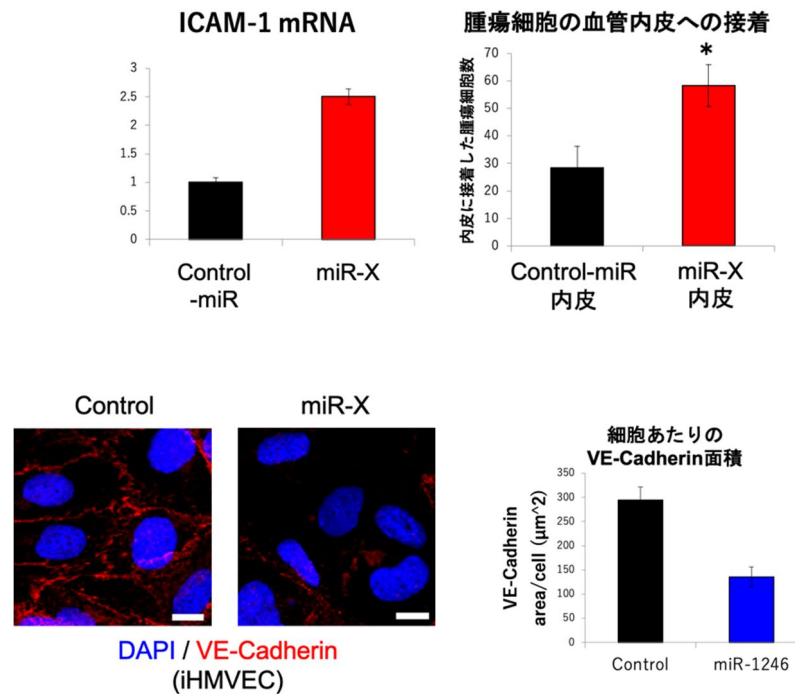 ICAM-1 mRNA
3
2.5
2
1.5
1
0.5
0
Control
-miR
miR-X
腫瘍細胞の血管内皮への接着
内皮に接着した腫瘍細胞数
70
60
50
40
30
20
10
0
*
Control-miR
内皮
miR-X
内皮
Control
miR-X
DAPI / VE-Cadherin
(iHMVEC)
細胞あたりの
VE-Cadherin面積
VE-Cadherin
area/cell (μm^2)
350
300
250
200
150
100
50
0
Control
miR-1246